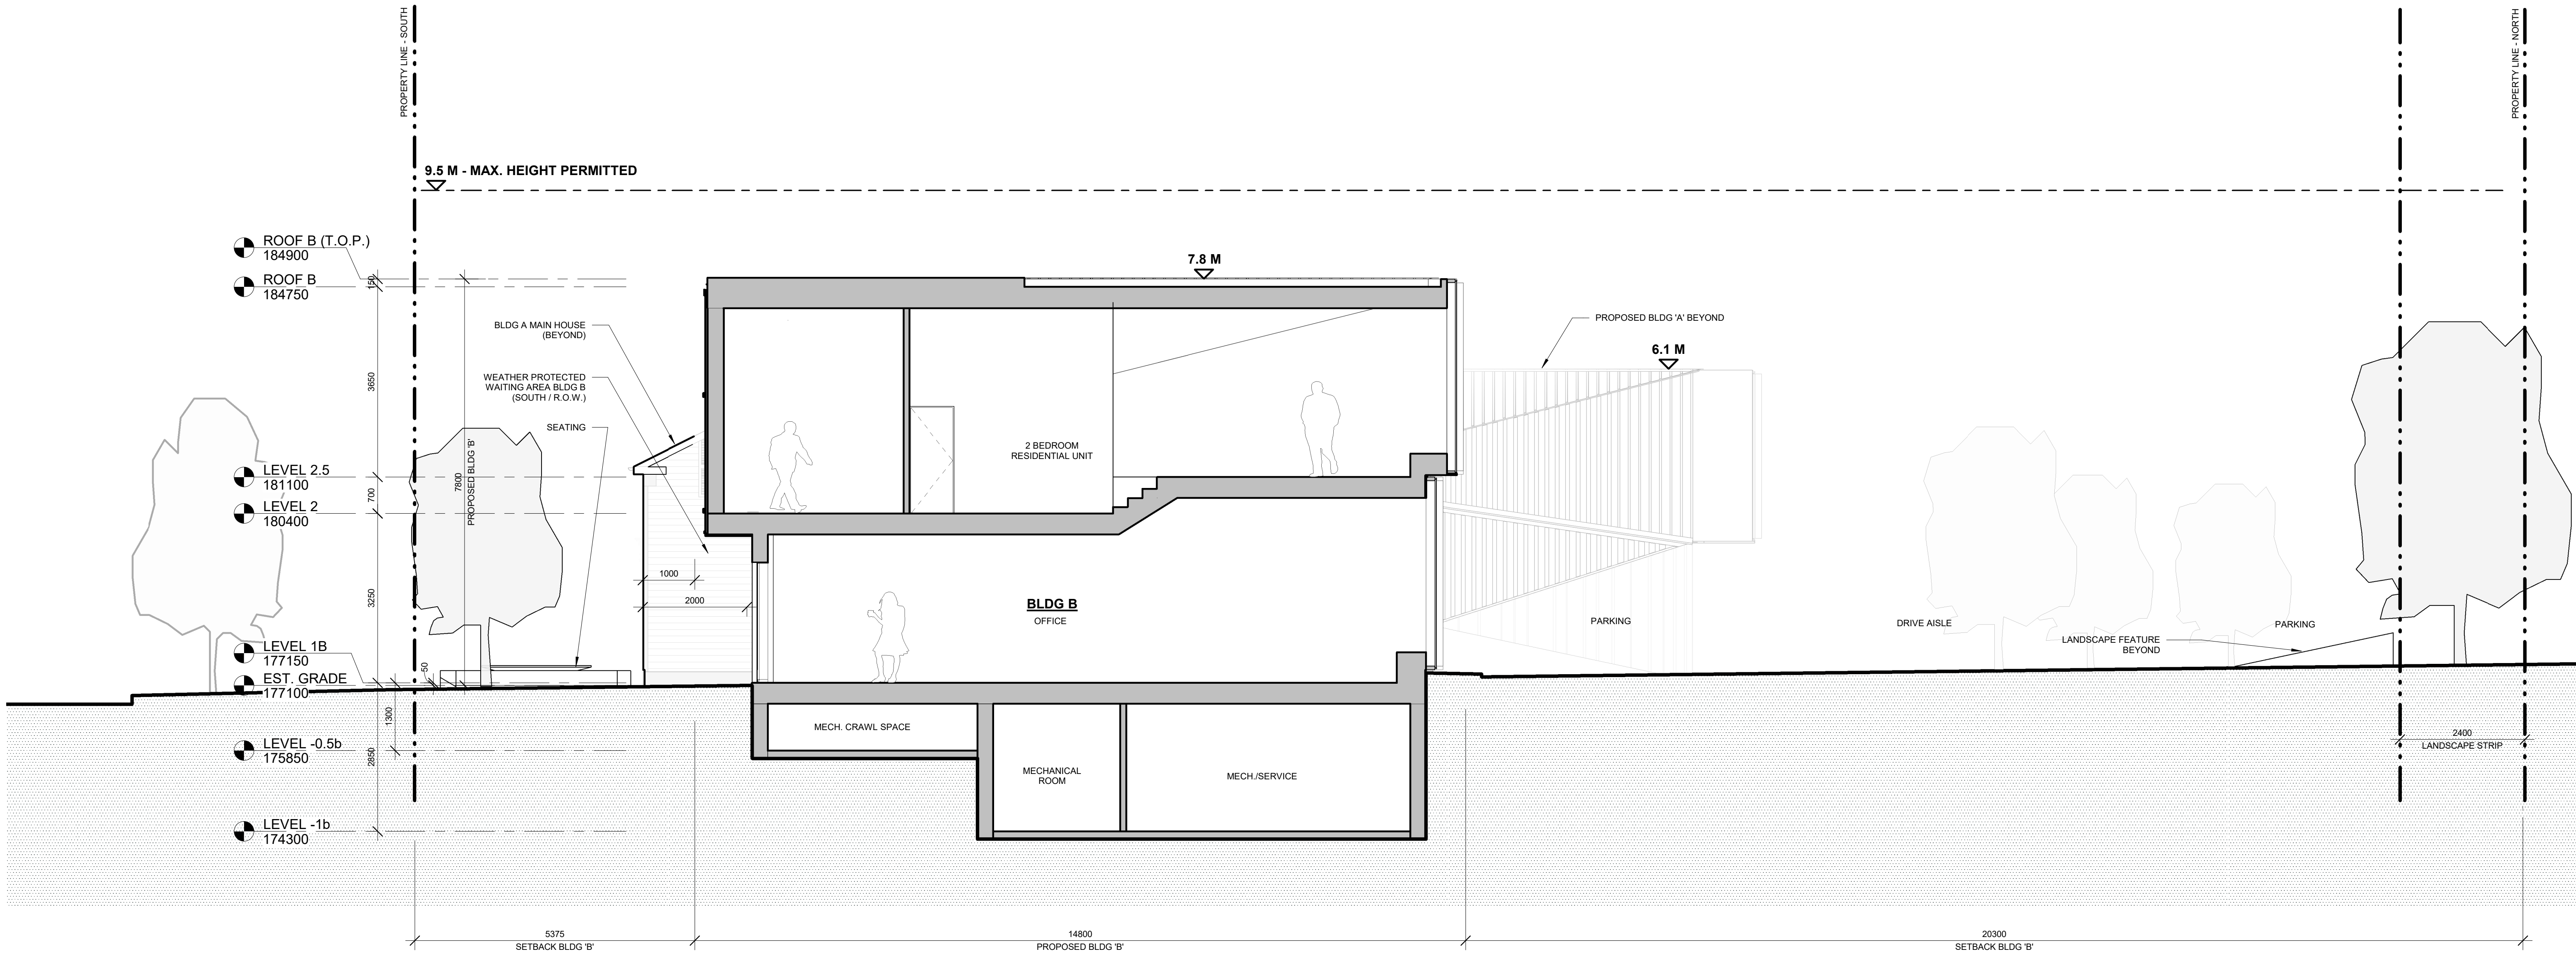 PROPERTY LINE - SOUTH
PROPERTY LINE - NORTH
9.5 M - MAX. HEIGHT PERMITTED
ROOF B (T.O.P.)
184900
ROOF B
184750
150
7.8 M
BLDG A MAIN HOUSE
(BEYOND)
PROPOSED BLDG 'A' BEYOND
6.1 M
WEATHER PROTECTED
WAITING AREA BLDG B
(SOUTH / R.O.W.)
3650
SEATING
2 BEDROOM
RESIDENTIAL UNIT
LEVEL 2.5
181100
7800
PROPOSED BLDG 'B'
700
LEVEL 2
180400
1000
2000
3250
BLDG B
OFFICE
PARKING
DRIVE AISLE
PARKING
LANDSCAPE FEATURE
BEYOND
LEVEL 1B
177150
50
EST. GRADE
177100
1300
MECH. CRAWL SPACE
LEVEL -0.5b
175850
2850
MECHANICAL
ROOM
MECH./SERVICE
2400
LANDSCAPE STRIP
LEVEL -1b
174300
5375
SETBACK BLDG 'B'
14800
PROPOSED BLDG 'B'
20300
SETBACK BLDG 'B'